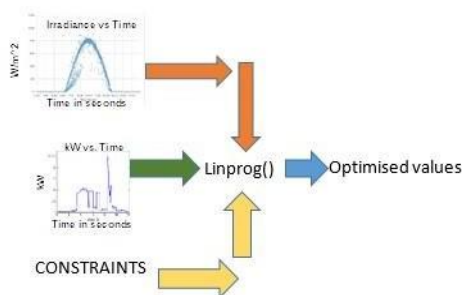 Irradiance vs Time
W/m^2
Time in seconds
kW vs. Time
kW
Time in seconds
Linprog()
Optimised values
CONSTRAINTS